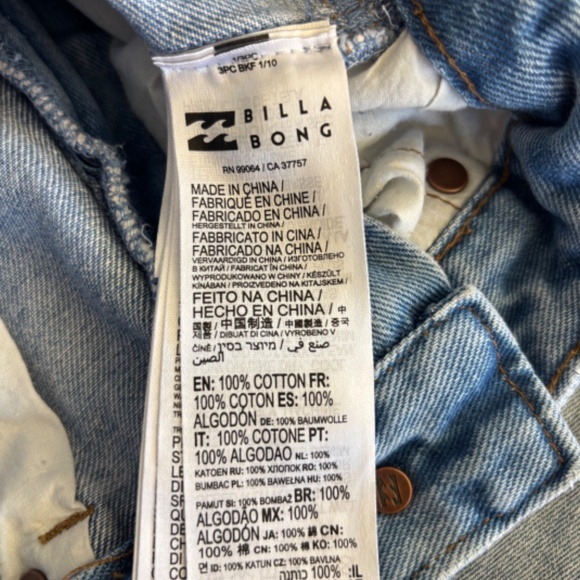 3PC BKF 1/10
BILLA
BONG
RN 99064 / CA 37757
MADE IN CHINA /
FABRIQUÉ EN CHINE /
FABRICADO EN CHINA /
HERGESTELLT IN CHINA /
FABBRICATO IN CINA /
FABRICADO NA CHINA /
VERVAARDIGD IN CHINA / ИЗГОТОВЛЕНО
В КИТАЙ / FABRICAT ÎN CHINA /
WYPRODUKOWANO W CHINY / KÉSZÜLT
KÍNÁBAN / PROIZVEDENO NA KITAJSKEM /
FEITO NA CHINA /
HECHO EN CHINA / 中
国製 / 中国制造 / 中國製造 / 중국
제품 / DIBUAT DI CINA / VYROBENO V
ČÍNĚ / מיוצר בסין / صنع في
الصين
EN: 100% COTTON FR:
100% COTON ES: 100%
ALGODÓN DE: 100% BAUMWOLLE
IT: 100% COTONE PT:
100% ALGODAO NL: 100%
KATOEN RU: 100% ХЛОПОК RO: 100%
BUMBAC PL: 100% BAWEŁNA HU: 100%
PAMUT SI: 100% BOMBAŽ BR: 100%
ALGODÃO MX: 100%
ALGODÓN JA: 100% 綿 CN:
100% 棉 CN: 100% 棉 KO: 100%
면 ID: 100% KATUN CZ: 100%
IL: 100% כותנה